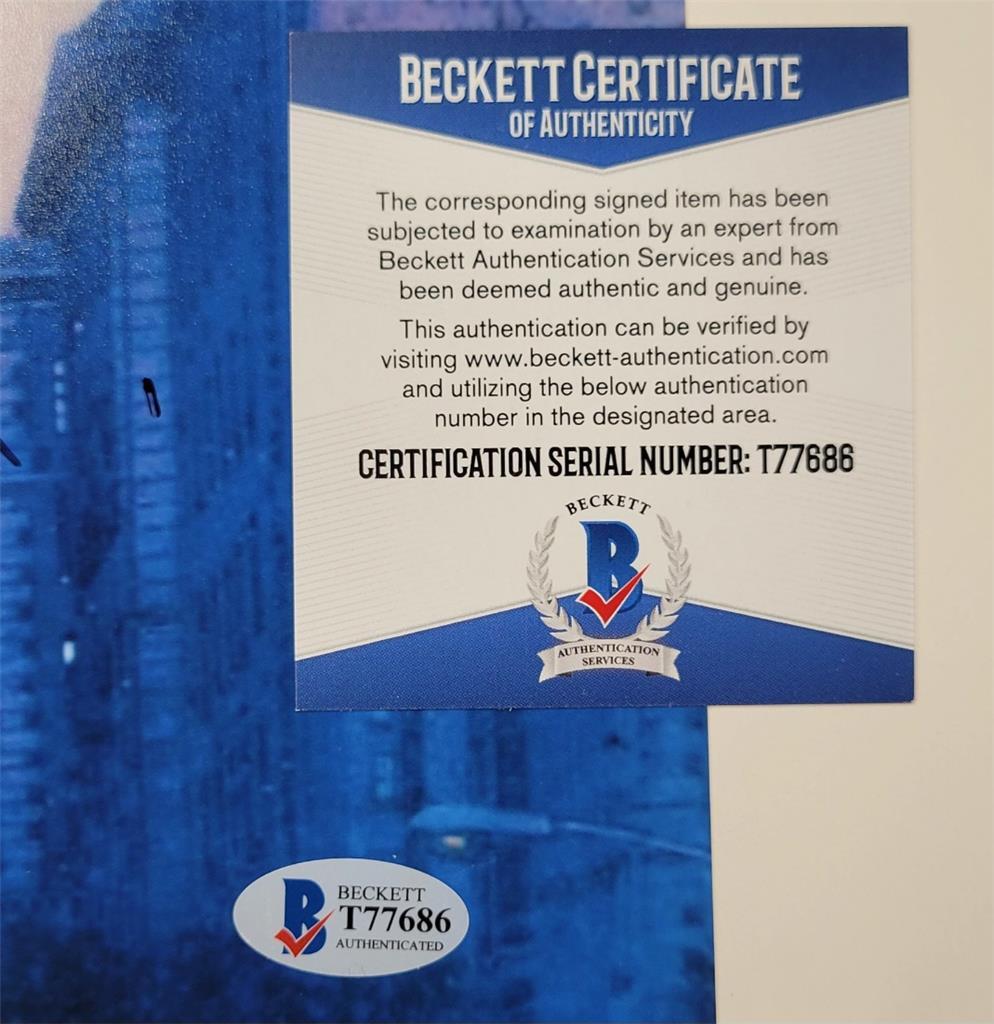 BECKETT CERTIFICATE
OF AUTHENTICITY
The corresponding signed item has been
subjected to examination by an expert from
Beckett Authentication Services and has
been deemed authentic and genuine.
This authentication can be verified by
visiting www.beckett-authentication.com
and utilizing the below authentication
number in the designated area.
CERTIFICATION SERIAL NUMBER: T77686
BECKETT
B
AUTHENTICATION
SERVICES
B
BECKETT
T77686
AUTHENTICATED